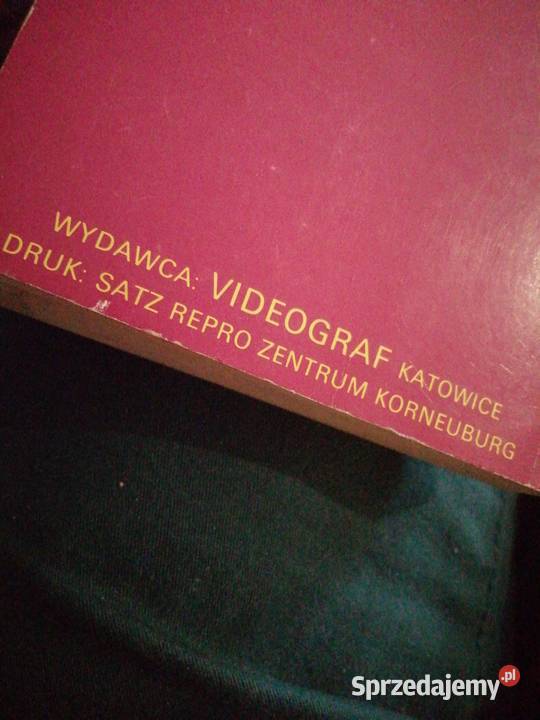 WYDAWCA: VIDEOGRAF KATOWICE
DRUK: SATZ REPRO ZENTRUM KORNEUBURG
Sprzedajemy.pl